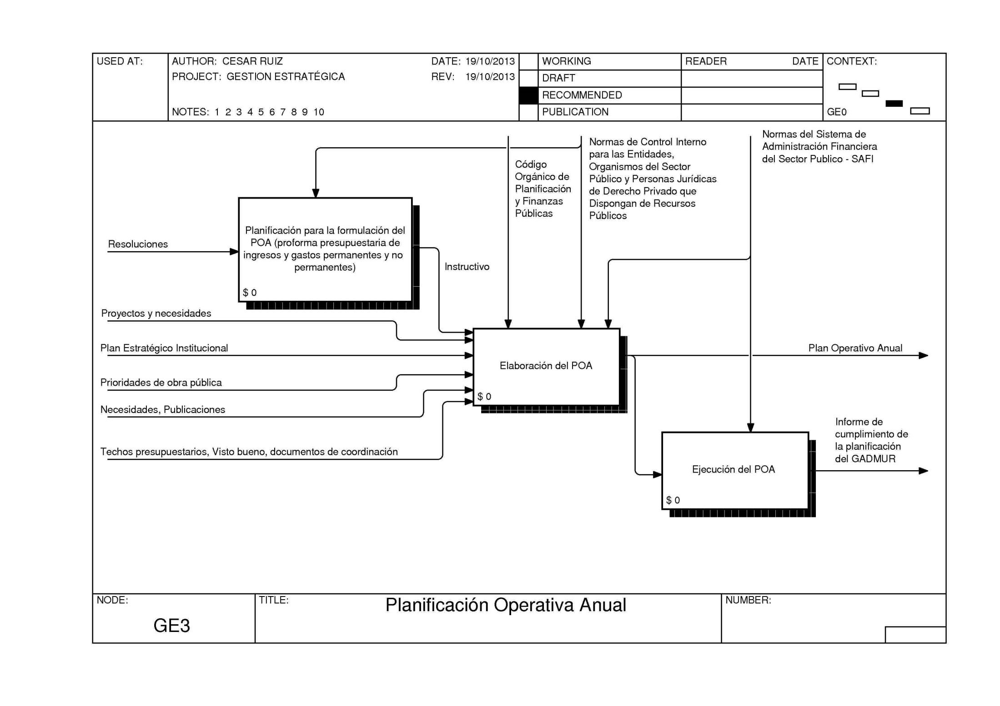 USED AT:
AUTHOR: CESAR RUIZ
DATE: 19/10/2013
PROJECT: GESTION ESTRATÉGICA
REV: 19/10/2013
NOTES: 1 2 3 4 5 6 7 8 9 10
WORKING
DRAFT
RECOMMENDED
PUBLICATION
READER DATE
CONTEXT:
GE0
Normas del Sistema de
Administración Financiera
del Sector Publico - SAFI
Normas de Control Interno
para las Entidades,
Organismos del Sector
Público y Personas Jurídicas
de Derecho Privado que
Dispongan de Recursos
Públicos
Código
Orgánico de
Planificación
y Finanzas
Públicas
Resoluciones
Planificación para la formulación del
POA (proforma presupuestaria de
ingresos y gastos permanentes y no
permanentes)
$ 0
Instructivo
Proyectos y necesidades
Plan Estratégico Institucional
Prioridades de obra pública
Necesidades, Publicaciones
Techos presupuestarios, Visto bueno, documentos de coordinación
Elaboración del POA
$ 0
Plan Operativo Anual
Informe de
cumplimiento de
la planificación
del GADMUR
Ejecución del POA
$ 0
NODE:
GE3
TITLE:
Planificación Operativa Anual
NUMBER: